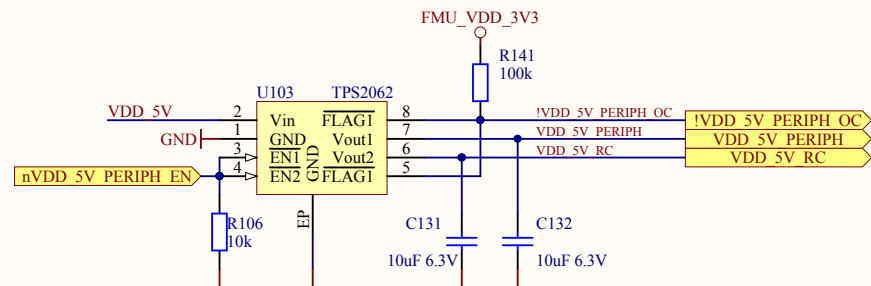 FMU_VDD_3V3
R141
100k
U103
TPS2062
VDD_5V
2
Vin
FLAG1
8
!VDD_5V_PERIPH_OC
!VDD_5V_PERIPH_OC
GND
1
GND
Vout1
7
VDD_5V_PERIPH
VDD_5V_PERIPH
3
EN1
Vout2
6
VDD_5V_RC
VDD_5V_RC
nVDD_5V_PERIPH_EN
4
EN2
GND
FLAG1
5
EP
R106
10k
C131
10uF 6.3V
C132
10uF 6.3V